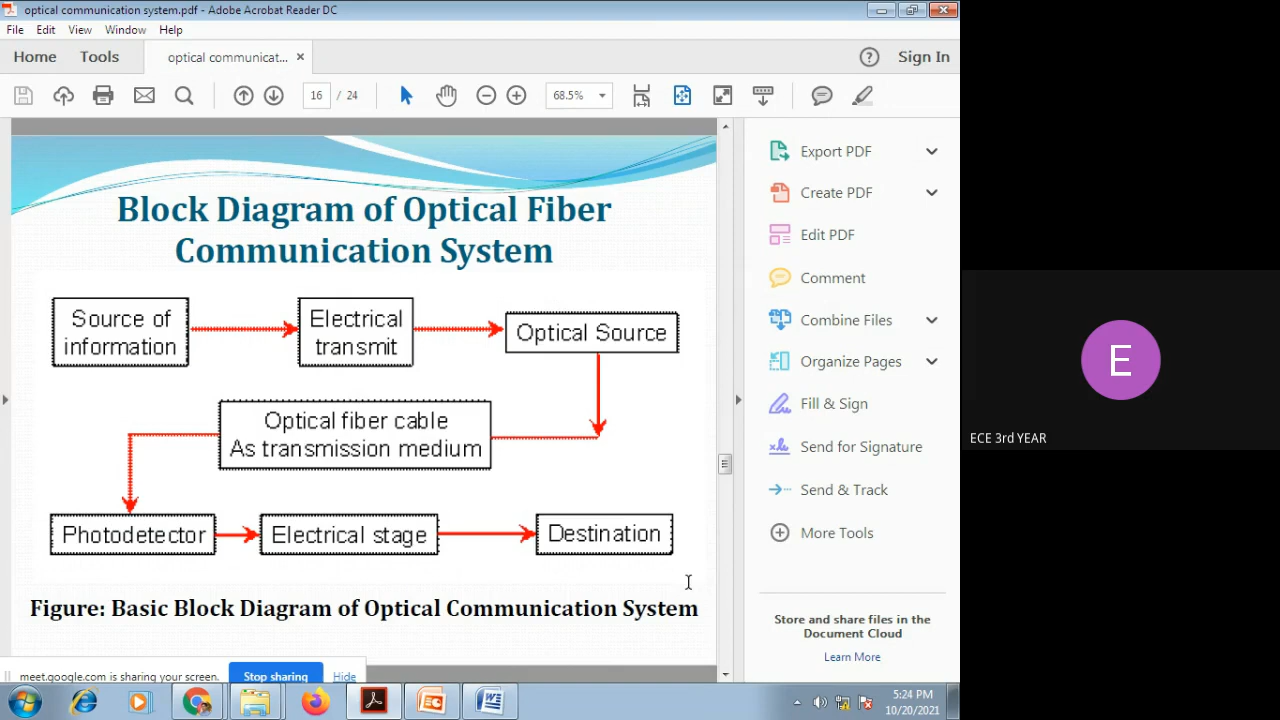 optical communication system.pdf - Adobe Acrobat Reader DC
File Edit View Window Help
Home Tools optical communicat... ×
Sign In
16 / 24 68.5%
Block Diagram of Optical Fiber
Communication System
Source of
information
Electrical
transmit
Optical Source
Optical fiber cable
As transmission medium
Photodetector
Electrical stage
Destination
Figure: Basic Block Diagram of Optical Communication System
Export PDF
Create PDF
Edit PDF
Comment
Combine Files
Organize Pages
Fill & Sign
Send for Signature
Send & Track
More Tools
Store and share files in the
Document Cloud
Learn More
E
ECE 3rd YEAR
meet.google.com is sharing your screen. Stop sharing Hide
5:24 PM
10/20/2021